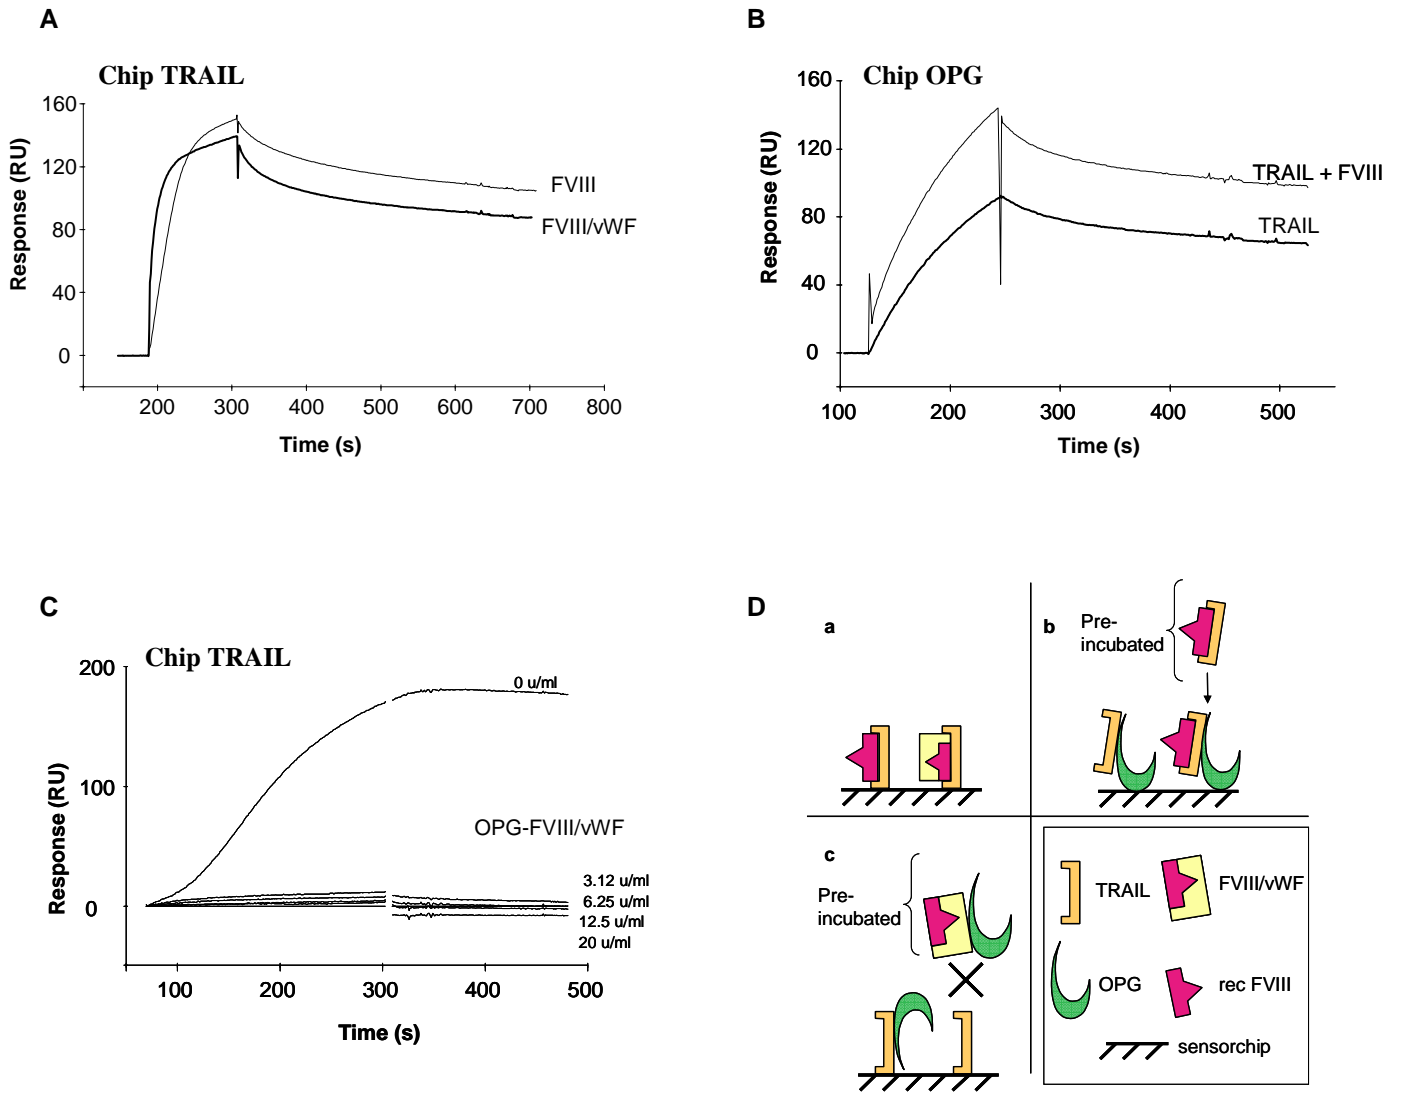 A
Chip TRAIL
Response (RU)
160
120
80
40
0
FVIII
FVIII/vWF
200 300 400 500 600 700 800
Time (s)
B
Chip OPG
Response (RU)
160
120
80
40
0
TRAIL + FVIII
TRAIL
100 200 300 400 500
Time (s)
C
Chip TRAIL
Response (RU)
200
100
0
0 u/ml
OPG-FVIII/vWF
3.12 u/ml
6.25 u/ml
12.5 u/ml
20 u/ml
100 200 300 400 500
Time (s)
D
a
b
Pre-
incubated
c
Pre-
incubated
TRAIL
FVIII/vWF
OPG
rec FVIII
sensorchip